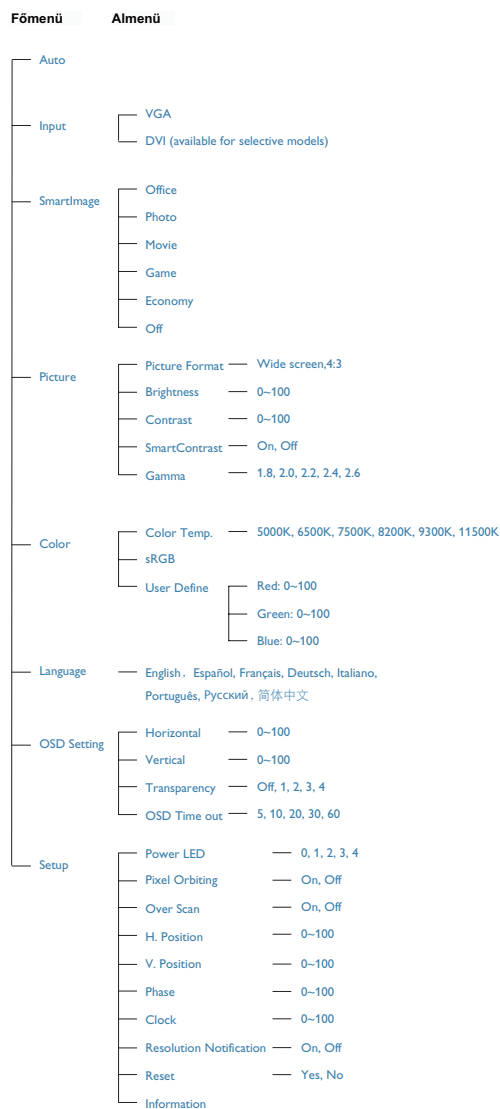 Főmenü Almenü
Auto
Input
VGA
DVI (available for selective models)
SmartImage
Office
Photo
Movie
Game
Economy
Off
Picture
Picture Format Wide screen,4:3
Brightness 0~100
Contrast 0~100
SmartContrast On, Off
Gamma 1.8, 2.0, 2.2, 2.4, 2.6
Color
Color Temp. 5000K, 6500K, 7500K, 8200K, 9300K, 11500K
sRGB
User Define Red: 0~100
Green: 0~100
Blue: 0~100
Language English, Español, Français, Deutsch, Italiano,
Português, Русский, 简体中文
OSD Setting
Horizontal 0~100
Vertical 0~100
Transparency Off, 1, 2, 3, 4
OSD Time out 5, 10, 20, 30, 60
Setup
Power LED 0, 1, 2, 3, 4
Pixel Orbiting On, Off
Over Scan On, Off
H. Position 0~100
V. Position 0~100
Phase 0~100
Clock 0~100
Resolution Notification On, Off
Reset Yes, No
Information